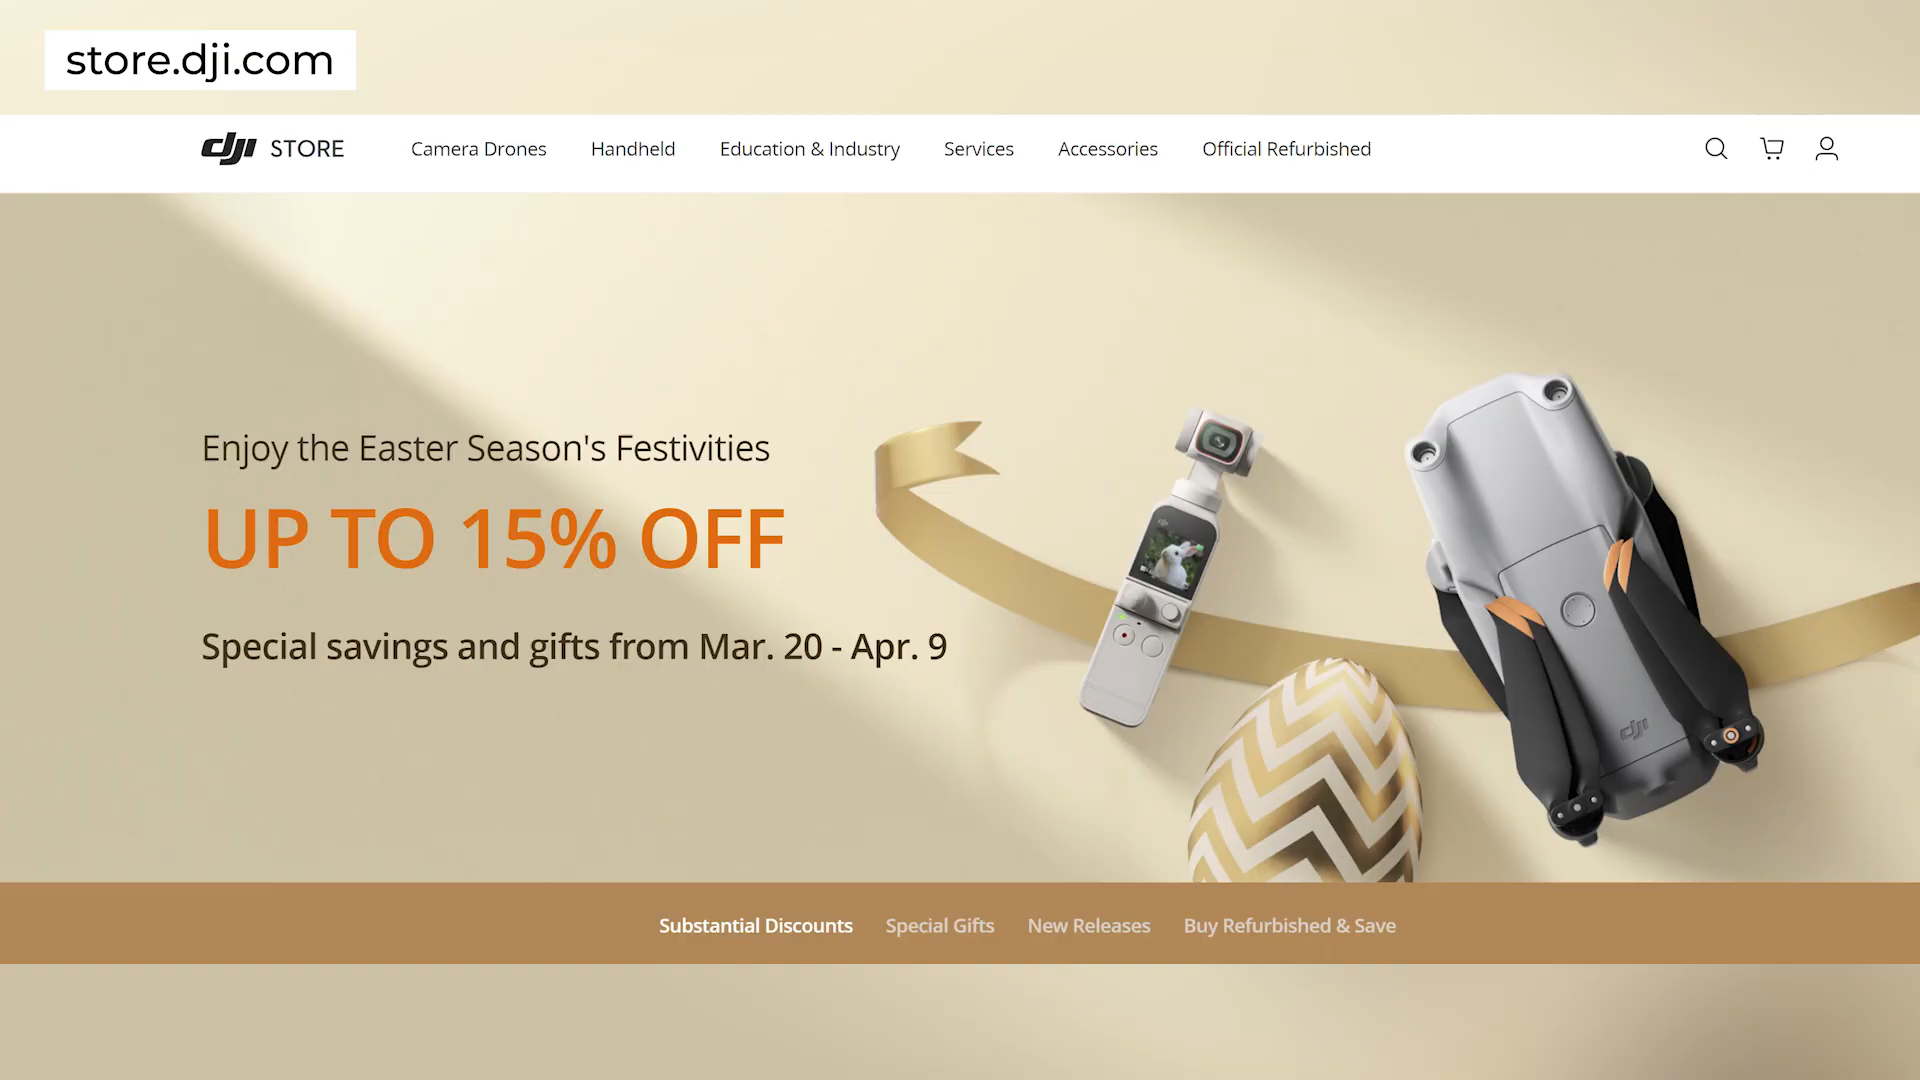 store.dji.com
dji STORE
Camera Drones
Handheld
Education & Industry
Services
Accessories
Official Refurbished
Enjoy the Easter Season's Festivities
UP TO 15% OFF
Special savings and gifts from Mar. 20 - Apr. 9
dji
Substantial Discounts
Special Gifts
New Releases
Buy Refurbished & Save